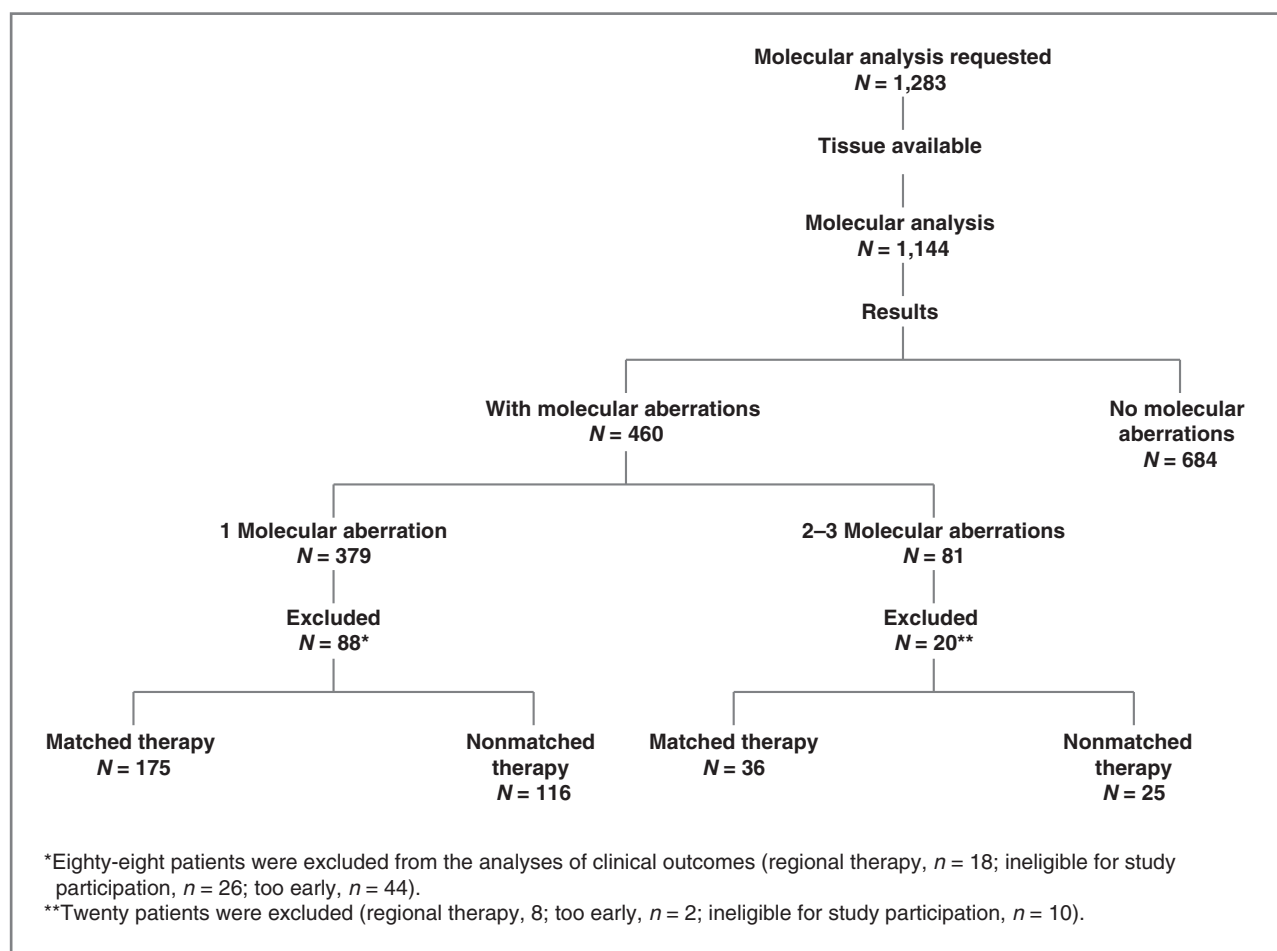 Molecular analysis requested
N = 1,283
Tissue available
Molecular analysis
N = 1,144
Results
With molecular aberrations
N = 460
No molecular
aberrations
N = 684
1 Molecular aberration
N = 379
2–3 Molecular aberrations
N = 81
Excluded
N = 88*
Excluded
N = 20**
Matched therapy
N = 175
Nonmatched
therapy
N = 116
Matched therapy
N = 36
Nonmatched
therapy
N = 25
*Eighty-eight patients were excluded from the analyses of clinical outcomes (regional therapy, n = 18; ineligible for study
participation, n = 26; too early, n = 44).
**Twenty patients were excluded (regional therapy, 8; too early, n = 2; ineligible for study participation, n = 10).